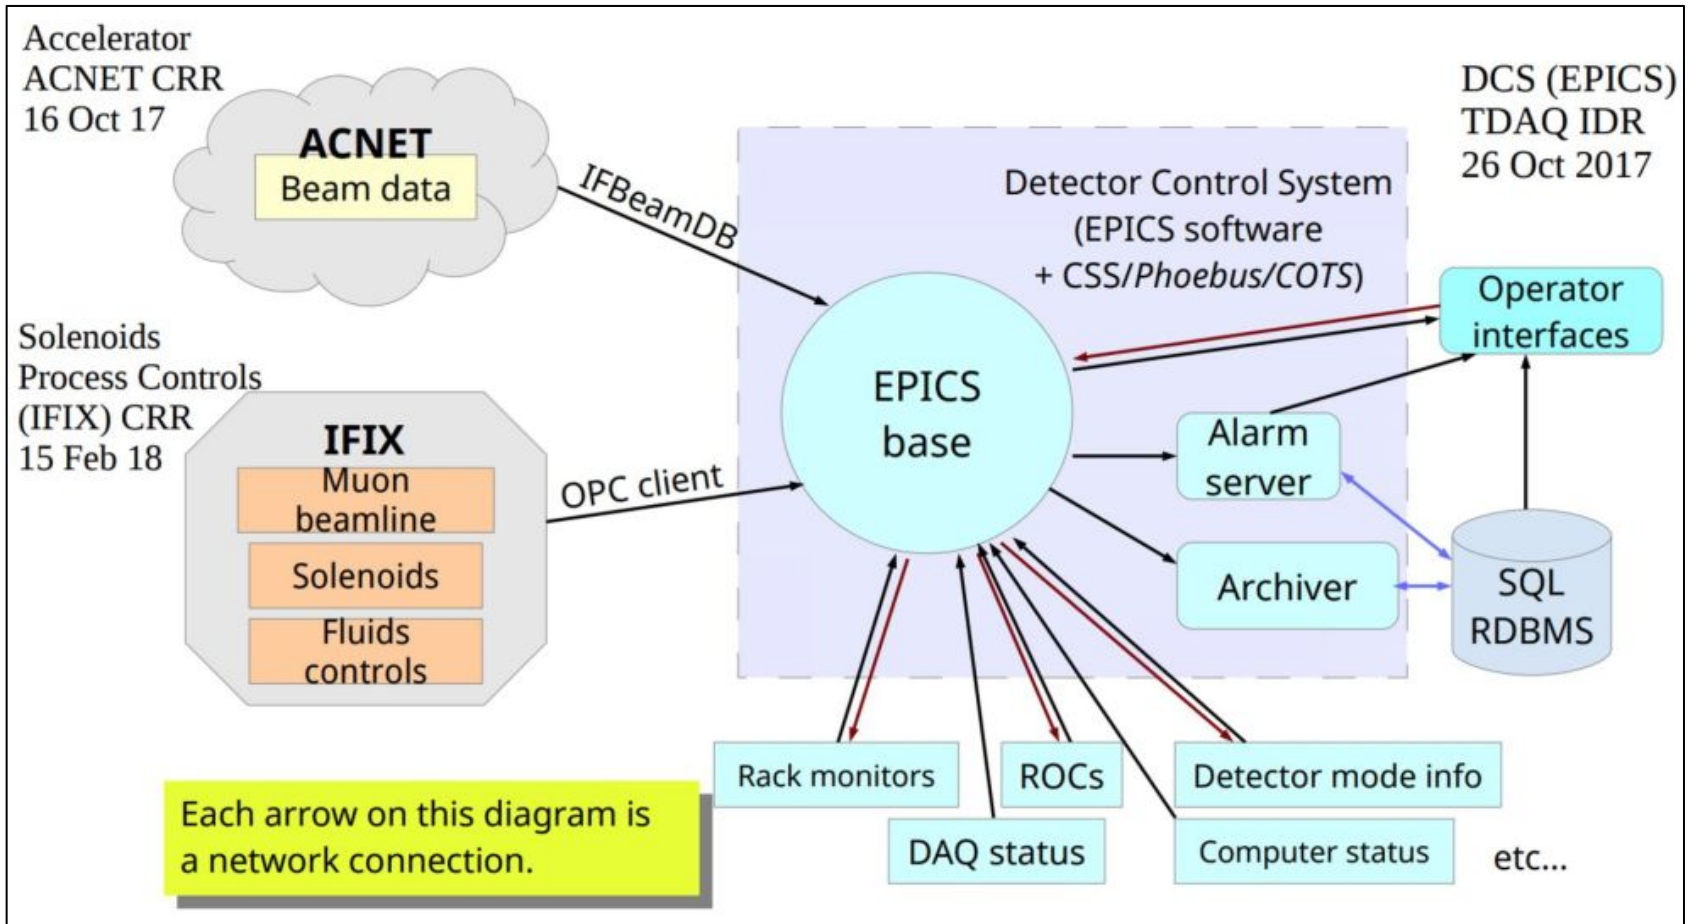 Accelerator
ACNET CRR
16 Oct 17
ACNET
Beam data
IFBeamDB
Solenoids
Process Controls
(IFIX) CRR
15 Feb 18
IFIX
Muon
beamline
Solenoids
Fluids
controls
OPC client
Detector Control System
(EPICS software
+ CSS/Phoebus/COTS)
EPICS
base
DCS (EPICS)
TDAQ IDR
26 Oct 2017
Operator
interfaces
Alarm
server
Archiver
SQL
RDBMS
Rack monitors
ROCs
Detector mode info
DAQ status
Computer status
etc...
Each arrow on this diagram is
a network connection.